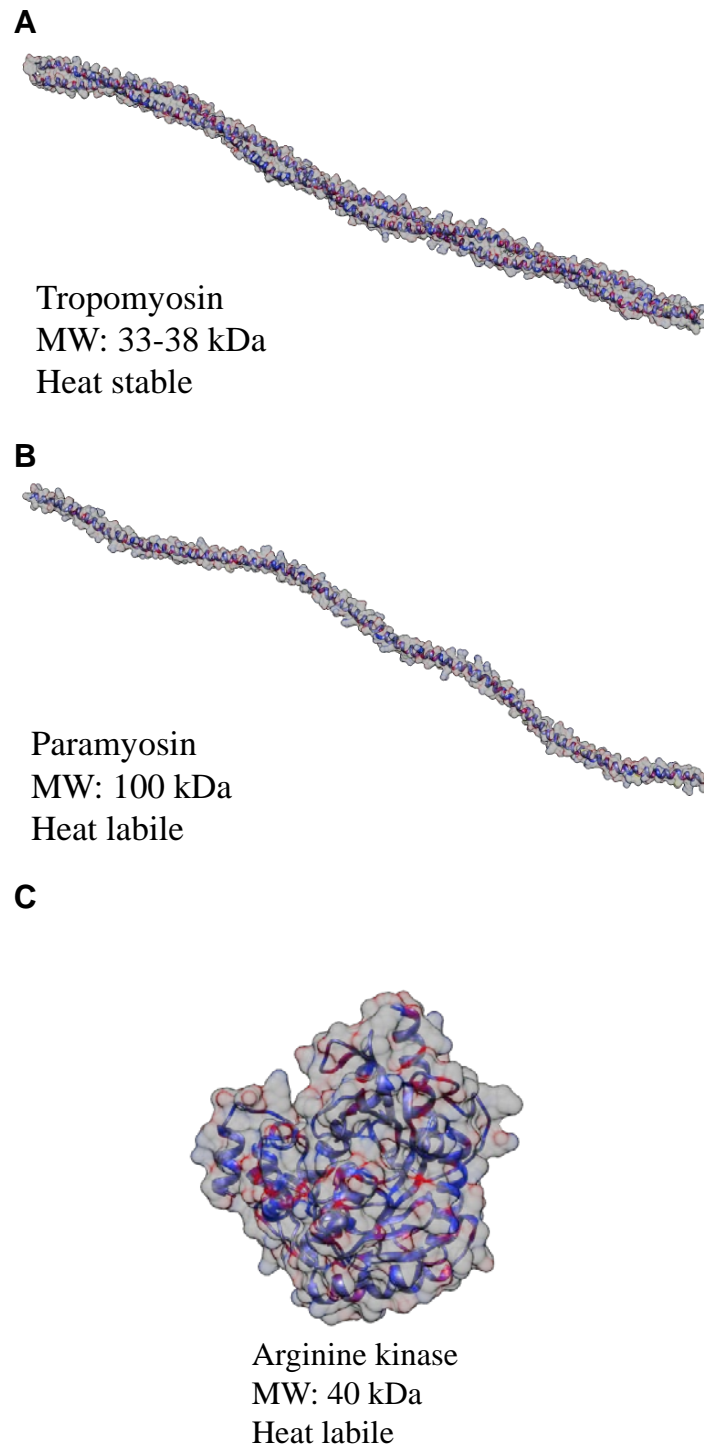 A
Tropomyosin
MW: 33-38 kDa
Heat stable
B
Paramyosin
MW: 100 kDa
Heat labile
C
Arginine kinase
MW: 40 kDa
Heat labile